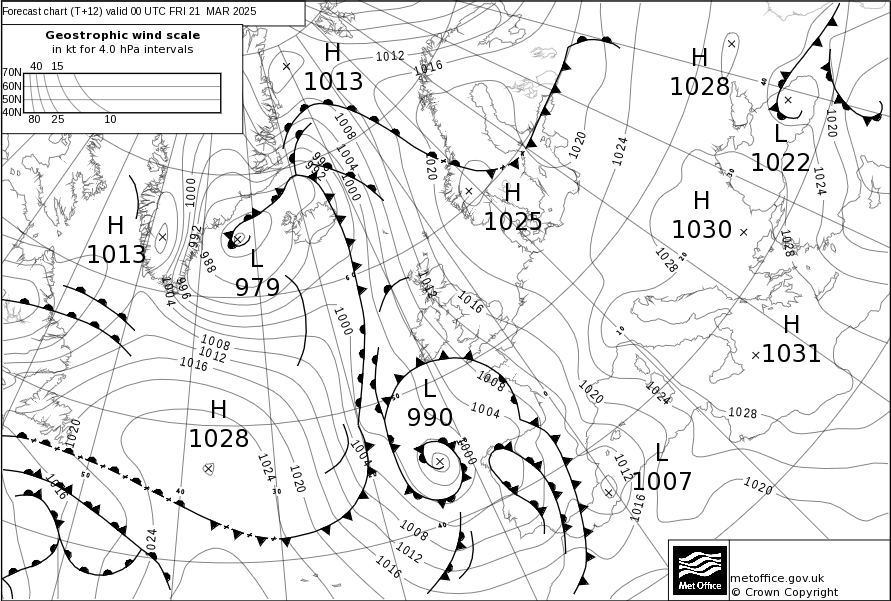 Forecast chart (T+12) valid 00 UTC FRI 21 MAR 2025
Geostrophic wind scale
in kt for 4.0 hPa intervals
40 15
70N
60N
50N
40N
80 25 10
H
1013
1012
1016
H
1028
L
1022
H
1013
H
1025
H
1030
L
979
H
1031
H
1028
L
990
L
1007
1008
1004
1000
992
1000
992
988
996
1004
1020
1020
1024
1020
1024
1028
1028
1012
1016
1000
1008
1012
1016
1008
1004
1000
1020
1024
1028
1020
1016
1024
1024
1020
1004
1008
1012
1016
1012
1016
1020
40
30
20
10
0
60
50
50
40
30
40
Met Office
metoffice.gov.uk
© Crown Copyright